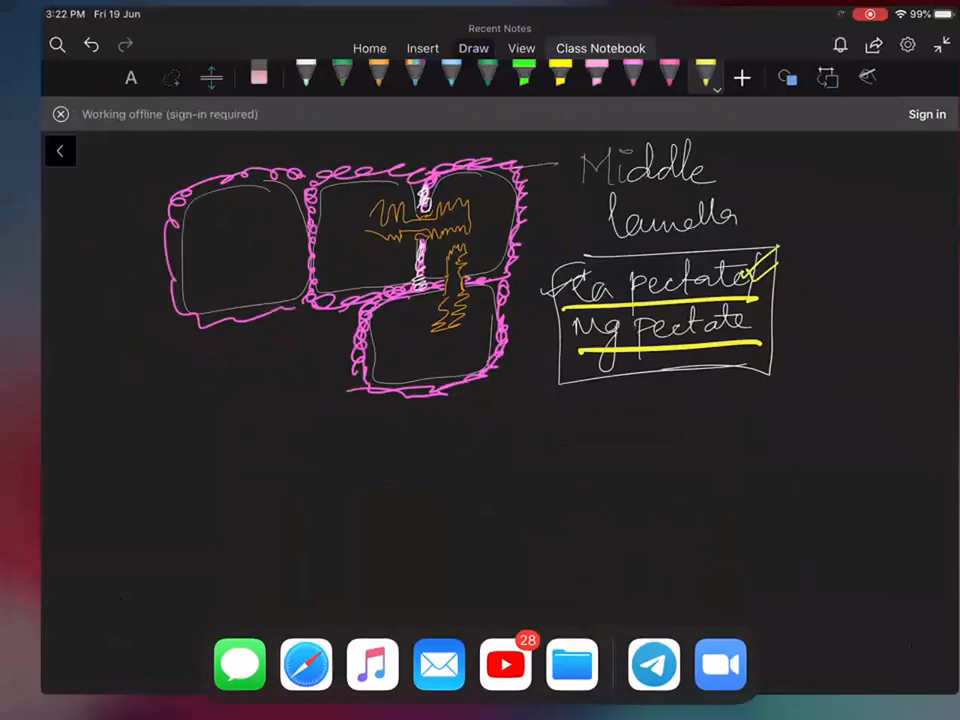 3:22 PM Fri 19 Jun
99%
Recent Notes
Home Insert Draw View Class Notebook
A
Working offline (sign-in required)
Sign in
Middle
lamella
Ca pectate
Mg pectate
28